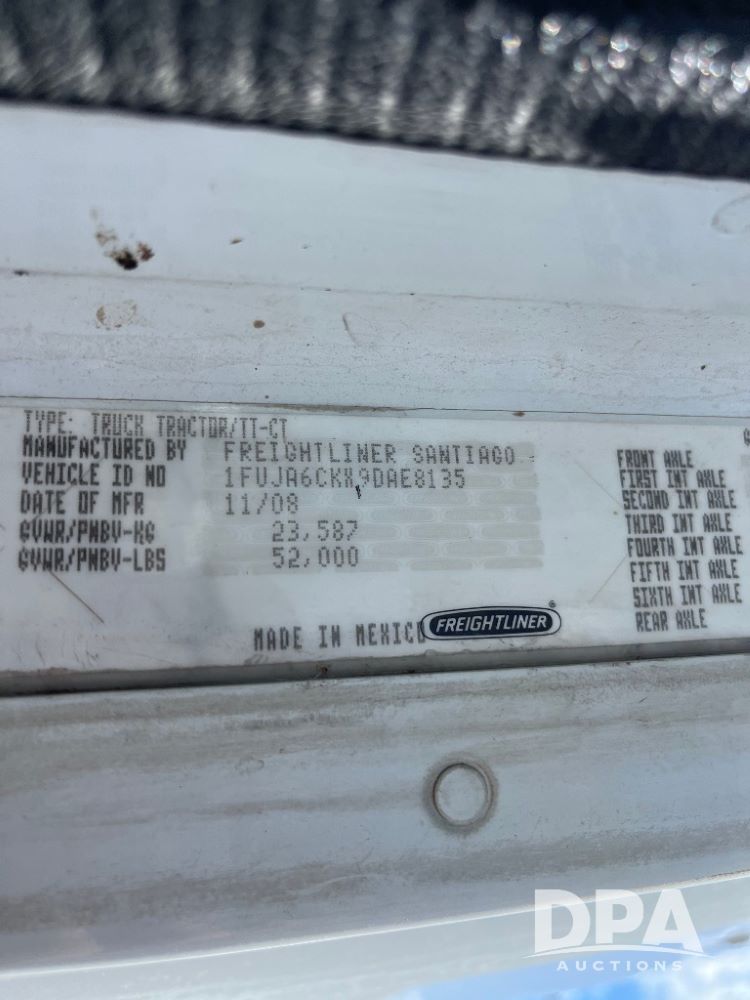 TYPE: TRUCK TRACTOR/TT-CT
MANUFACTURED BY FREIGHTLINER SANTIAGO
VEHICLE ID NO 1FUJA6CKX9DAE8135
DATE OF MFR 11/08
GVWR/PNBV-KG 23,587
GVWR/PNBV-LBS 52,000
MADE IN MEXICO FREIGHTLINER®
FRONT AXLE
FIRST INT AXLE
SECOND INT AXLE
THIRD INT AXLE
FOURTH INT AXLE
FIFTH INT AXLE
SIXTH INT AXLE
REAR AXLE
DPA
AUCTIONS